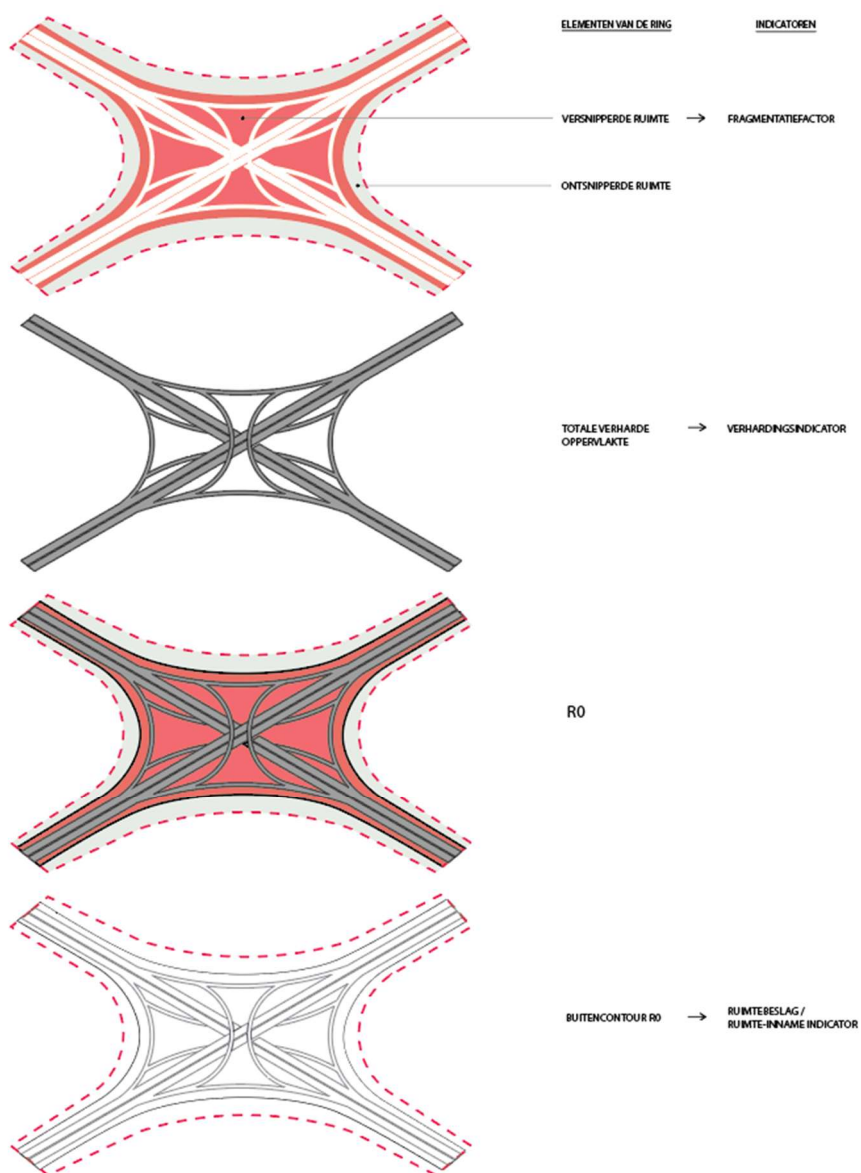 ELEMENTEN VAN DE RING
INDICATOREN
VERSNIPPERDE RUIMTE → FRAGMENTATIEFACTOR
ONTSNIPPERDE RUIMTE
TOTALE VERHARDE → VERHARDINGSINDICATOR
OPPERVLAKTE
R0
BUITENCONTOUR R0 → RUIMTEBESLAG /
RUIMTE-INNAME INDICATOR